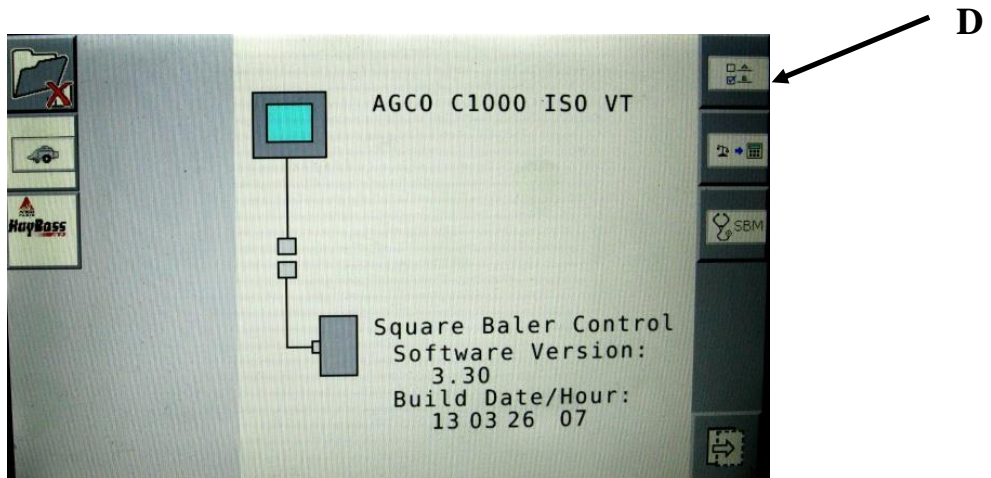 D
AGCO C1000 ISO VT
HayBoss
SBM
Square Baler Control
Software Version:
3.30
Build Date/Hour:
13 03 26 07